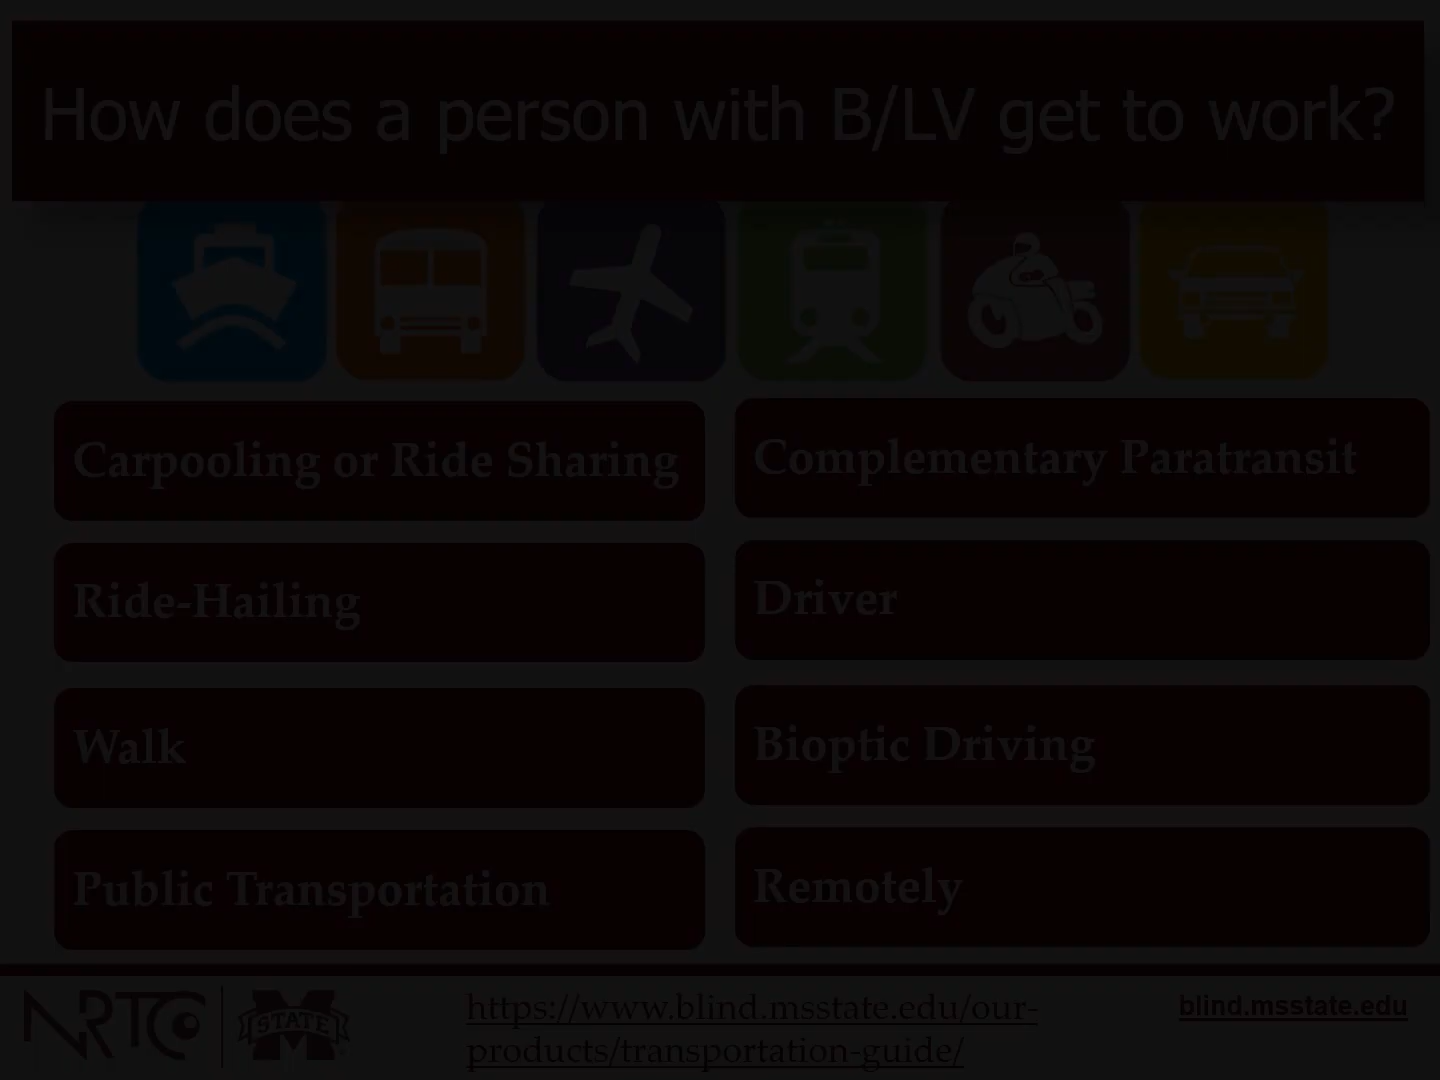 How does a person with B/LV get to work?
Carpooling or Ride Sharing
Complementary Paratransit
Ride-Hailing
Driver
Walk
Bioptic Driving
Public Transportation
Remotely
NRTC
STATE
https://www.blind.msstate.edu/our-
products/transportation-guide/
blind.msstate.edu